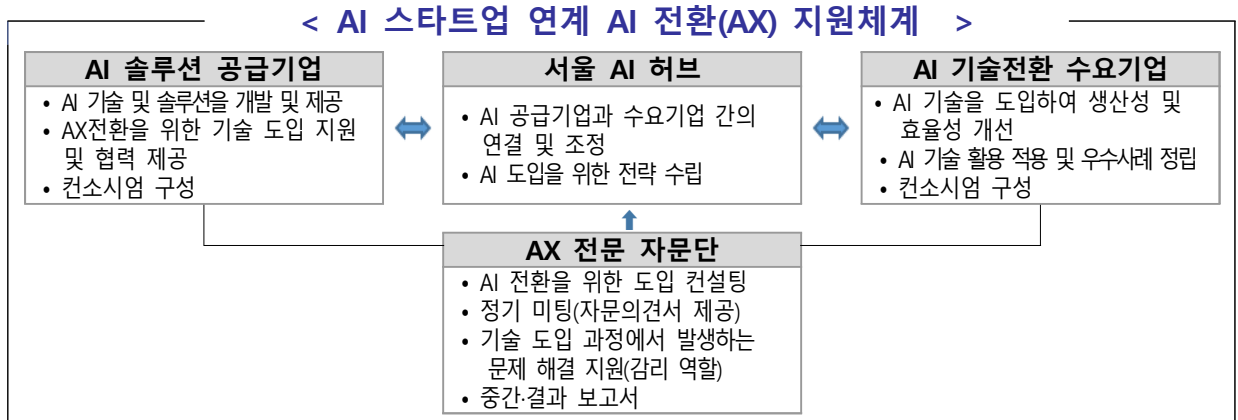 < AI 스타트업 연계 AI 전환(AX) 지원체계 >
AI 솔루션 공급기업
• AI 기술 및 솔루션을 개발 및 제공
• AX전환을 위한 기술 도입 지원
및 협력 제공
• 컨소시엄 구성
서울 AI 허브
• AI 공급기업과 수요기업 간의
연결 및 조정
• AI 도입을 위한 전략 수립
AI 기술전환 수요기업
• AI 기술을 도입하여 생산성 및
효율성 개선
• AI 기술 활용 적용 및 우수사례 정립
• 컨소시엄 구성
AX 전문 자문단
• AI 전환을 위한 도입 컨설팅
• 정기 미팅(자문의견서 제공)
• 기술 도입 과정에서 발생하는
문제 해결 지원(감리 역할)
• 중간·결과 보고서